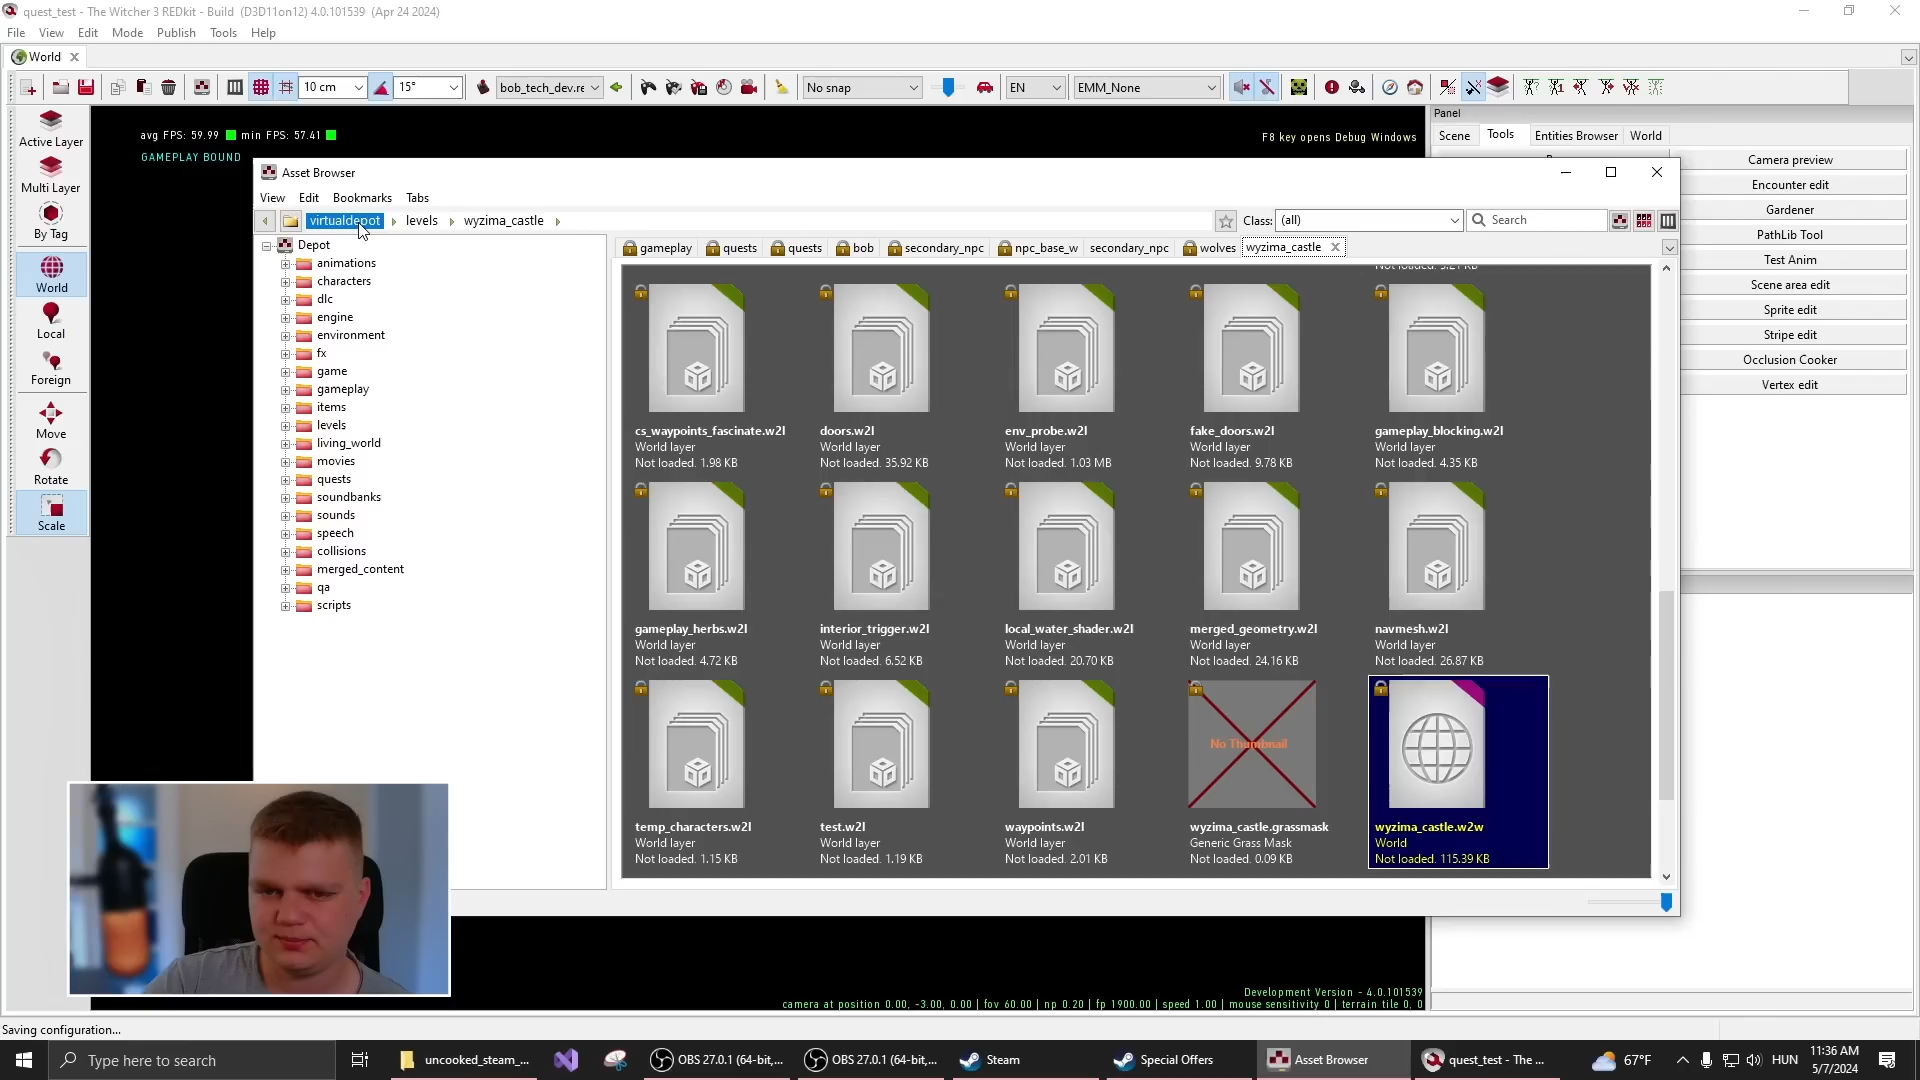 quest_test - The Witcher 3 REDkit - Build (D3D11on12) 4.0.101539 (Apr 24 2024)
File View Edit Mode Publish Tools Help
World
10 cm 15° bob_tech_dev.re No snap EN EMM_None
Active Layer
Multi Layer
By Tag
World
Local
Foreign
Move
Rotate
Scale
avg FPS: 59.99 min FPS: 57.41
GAMEPLAY BOUND
F8 key opens Debug Windows
Panel
Scene Tools Entities Browser World
Camera preview
Encounter edit
Gardener
PathLib Tool
Test Anim
Scene area edit
Sprite edit
Stripe edit
Occlusion Cooker
Vertex edit
Asset Browser
View Edit Bookmarks Tabs
virtualdepot levels wyzima_castle
Class: (all) Search
Depot
animations
characters
dlc
engine
environment
fx
game
gameplay
items
levels
living_world
movies
quests
soundbanks
sounds
speech
collisions
merged_content
qa
scripts
gameplay quests quests bob secondary_npc npc_base_w secondary_npc wolves wyzima_castle
cs_waypoints_fascinate.w2l
World layer
Not loaded. 1.98 KB
doors.w2l
World layer
Not loaded. 35.92 KB
env_probe.w2l
World layer
Not loaded. 1.03 MB
fake_doors.w2l
World layer
Not loaded. 9.78 KB
gameplay_blocking.w2l
World layer
Not loaded. 4.35 KB
gameplay_herbs.w2l
World layer
Not loaded. 4.72 KB
interior_trigger.w2l
World layer
Not loaded. 6.52 KB
local_water_shader.w2l
World layer
Not loaded. 20.70 KB
merged_geometry.w2l
World layer
Not loaded. 24.16 KB
navmesh.w2l
World layer
Not loaded. 26.87 KB
temp_characters.w2l
World layer
Not loaded. 1.15 KB
test.w2l
World layer
Not loaded. 1.19 KB
waypoints.w2l
World layer
Not loaded. 2.01 KB
No Thumbnail
wyzima_castle.grassmask
Generic Grass Mask
Not loaded. 0.09 KB
wyzima_castle.w2w
World
Not loaded. 115.39 KB
Development Version - 4.0.101539
camera at position 0.00, -3.00, 0.00 | fov 60.00 | np 0.20 | fp 1900.00 | speed 1.00 | mouse sensitivity 0 | terrain tile 0, 0
Saving configuration...
Type here to search
uncooked_steam_...
OBS 27.0.1 (64-bit,...
OBS 27.0.1 (64-bit,...
Steam
Special Offers
Asset Browser
quest_test - The ...
67°F
HUN
11:36 AM
5/7/2024